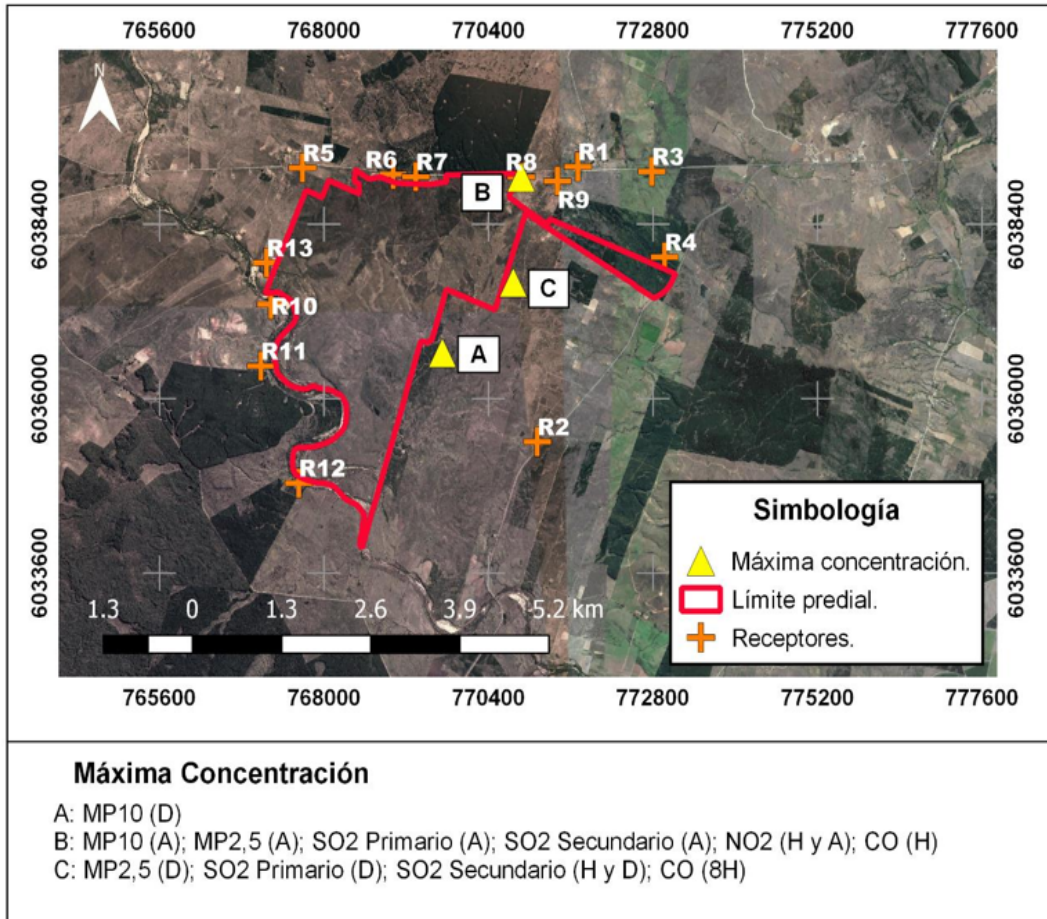 765600 768000 770400 772800 775200 777600
N
R5 R6 R7 R8 R1 R3
B R9
6038400 6038400
R4
R13
C
R10
A
R11
6036000 6036000
R2
R12
Simbología
Máxima concentración.
Límite predial.
Receptores.
6033600 6033600
1.3 0 1.3 2.6 3.9 5.2 km
765600 768000 770400 772800 775200 777600
Máxima Concentración
A: MP10 (D)
B: MP10 (A); MP2,5 (A); SO2 Primario (A); SO2 Secundario (A); NO2 (H y A); CO (H)
C: MP2,5 (D); SO2 Primario (D); SO2 Secundario (H y D); CO (8H)